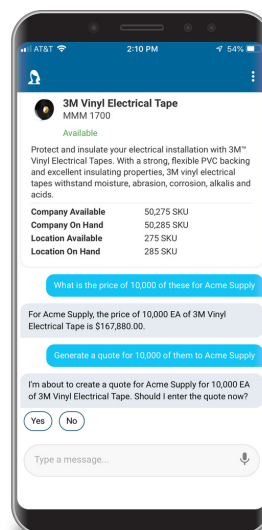 AT&T 2:10 PM 54%
3M Vinyl Electrical Tape
MMM 1700
Available
Protect and insulate your electrical installation with 3M™
Vinyl Electrical Tapes. With a strong, flexible PVC backing
and excellent insulating properties, 3M vinyl electrical
tapes withstand moisture, abrasion, corrosion, alkalis and
acids.
Company Available 50,275 SKU
Company On Hand 50,285 SKU
Location Available 275 SKU
Location On Hand 285 SKU
What is the price of 10,000 of these for Acme Supply
For Acme Supply, the price of 10,000 EA of 3M Vinyl
Electrical Tape is $167,880.00.
Generate a quote for 10,000 of them to Acme Supply
I'm about to create a quote for Acme Supply for 10,000 EA
of 3M Vinyl Electrical Tape. Should I enter the quote now?
Yes No
Type a message...